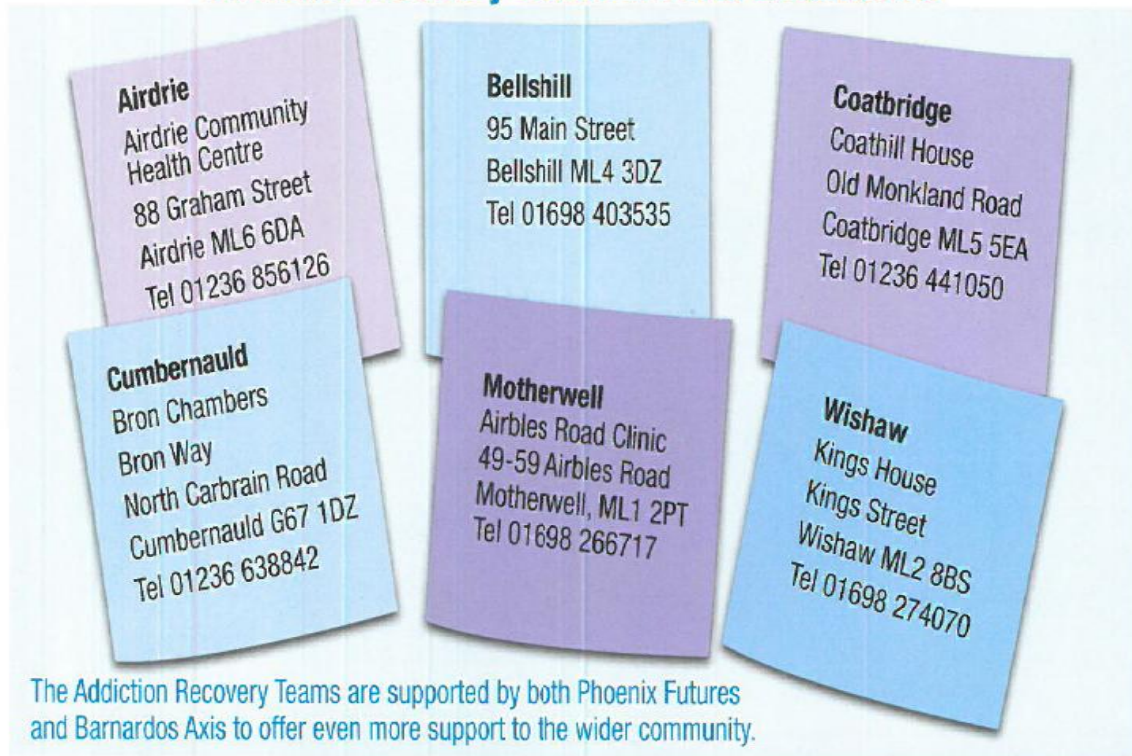 Airdrie
Airdrie Community
Health Centre
88 Graham Street
Airdrie ML6 6DA
Tel 01236 856126
Bellshill
95 Main Street
Bellshill ML4 3DZ
Tel 01698 403535
Coatbridge
Coathill House
Old Monkland Road
Coatbridge ML5 5EA
Tel 01236 441050
Cumbernauld
Bron Chambers
Bron Way
North Carbrain Road
Cumbernauld G67 1DZ
Tel 01236 638842
Motherwell
Airbles Road Clinic
49-59 Airbles Road
Motherwell, ML1 2PT
Tel 01698 266717
Wishaw
Kings House
Kings Street
Wishaw ML2 8BS
Tel 01698 274070
The Addiction Recovery Teams are supported by both Phoenix Futures
and Barnardos Axis to offer even more support to the wider community.